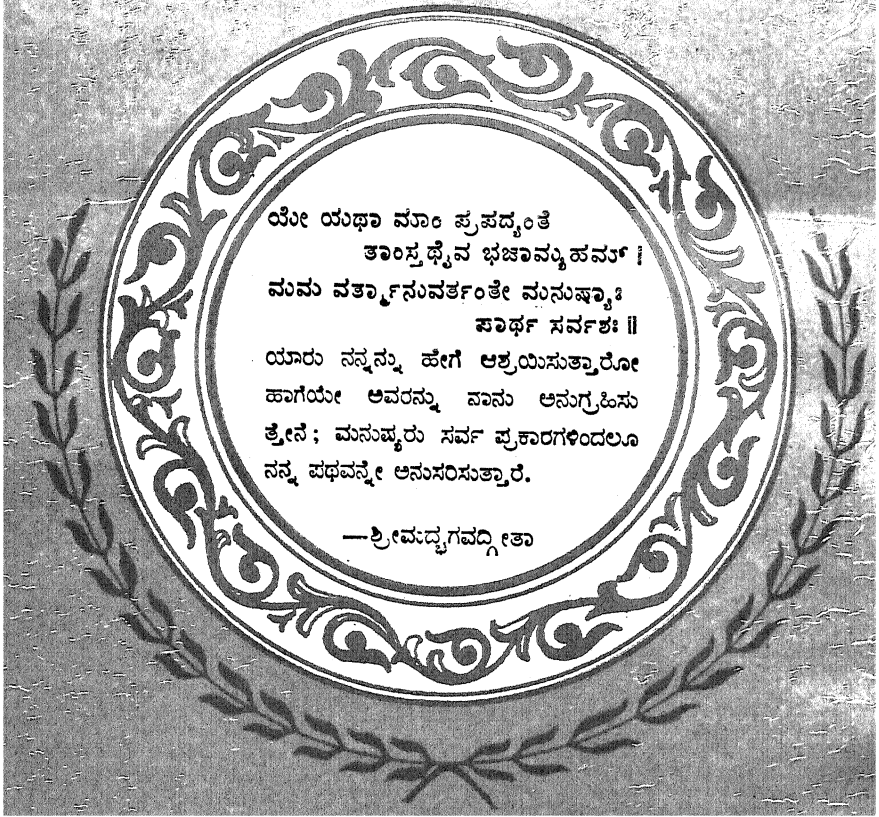 ಯೇ ಯಥಾ ಮಾಂ ಪ್ರಪದ್ಯಂತೆ
ತಾಂಸ್ತಥೈವ ಭಜಾಮ್ಯಹಮ್ |
ಮಮ ವರ್ತ್ಮಾನುವರ್ತಂತೇ ಮನುಷ್ಯಾಃ
ಪಾರ್ಥ ಸರ್ವಶಃ ||
ಯಾರು ನನ್ನನ್ನು ಹೇಗೆ ಆಶ್ರಯಿಸುತ್ತಾರೋ
ಹಾಗೆಯೇ ಅವರನ್ನು ನಾನು ಅನುಗ್ರಹಿಸು
ತ್ತೇನೆ ; ಮನುಷ್ಯರು ಸರ್ವ ಪ್ರಕಾರಗಳಿಂದಲೂ
ನನ್ನ ಪಥವನ್ನೇ ಅನುಸರಿಸುತ್ತಾರೆ.
—ಶ್ರೀಮದ್ಭಗವದ್ಗೀತಾ